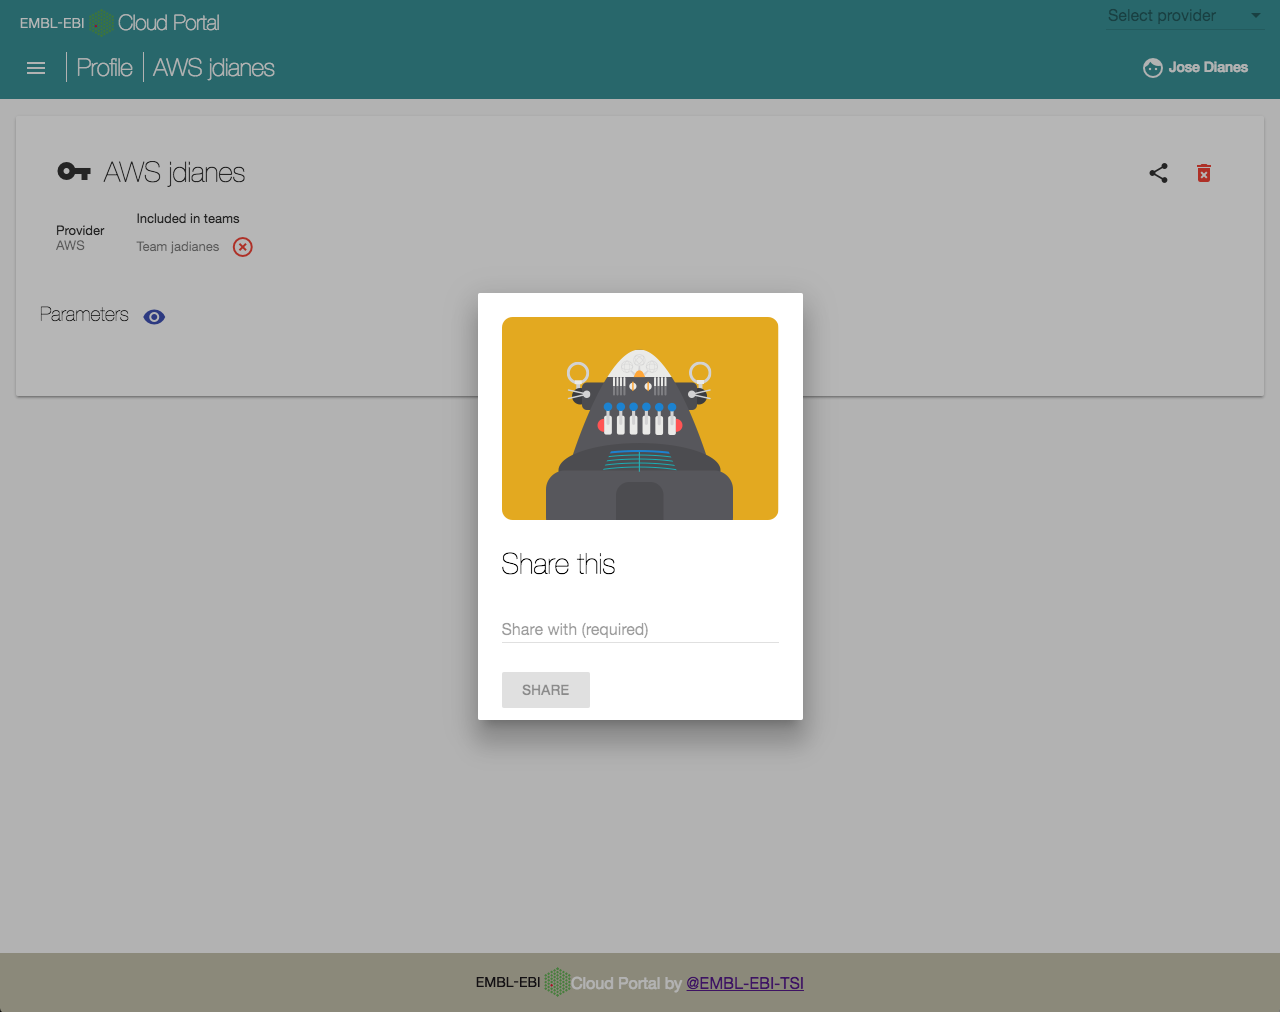 EMBL-EBI Cloud Portal
Select provider
Profile AWS jdianes
Jose Dianes
AWS jdianes
Included in teams
Provider
AWS
Team jadianes
Parameters
Share this
Share with (required)
SHARE
EMBL-EBI Cloud Portal by @EMBL-EBI-TSI